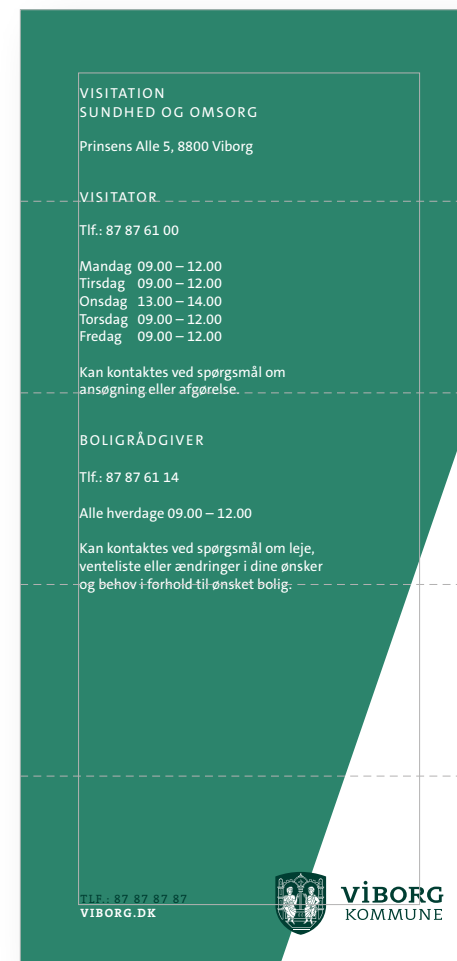 VISITATION
SUNDHED OG OMSORG
Prinsens Alle 5, 8800 Viborg
VISITATOR
Tlf.: 87 87 61 00
Mandag 09.00 – 12.00
Tirsdag 09.00 – 12.00
Onsdag 13.00 – 14.00
Torsdag 09.00 – 12.00
Fredag 09.00 – 12.00
Kan kontaktes ved spørgsmål om
ansøgning eller afgørelse.
BOLIGRÅDGIVER
Tlf.: 87 87 61 14
Alle hverdage 09.00 – 12.00
Kan kontaktes ved spørgsmål om leje,
venteliste eller ændringer i dine ønsker
og behov i forhold til ønsket bolig.
TLF.: 87 87 87 87
VIBORG.DK
VIBORG
KOMMUNE